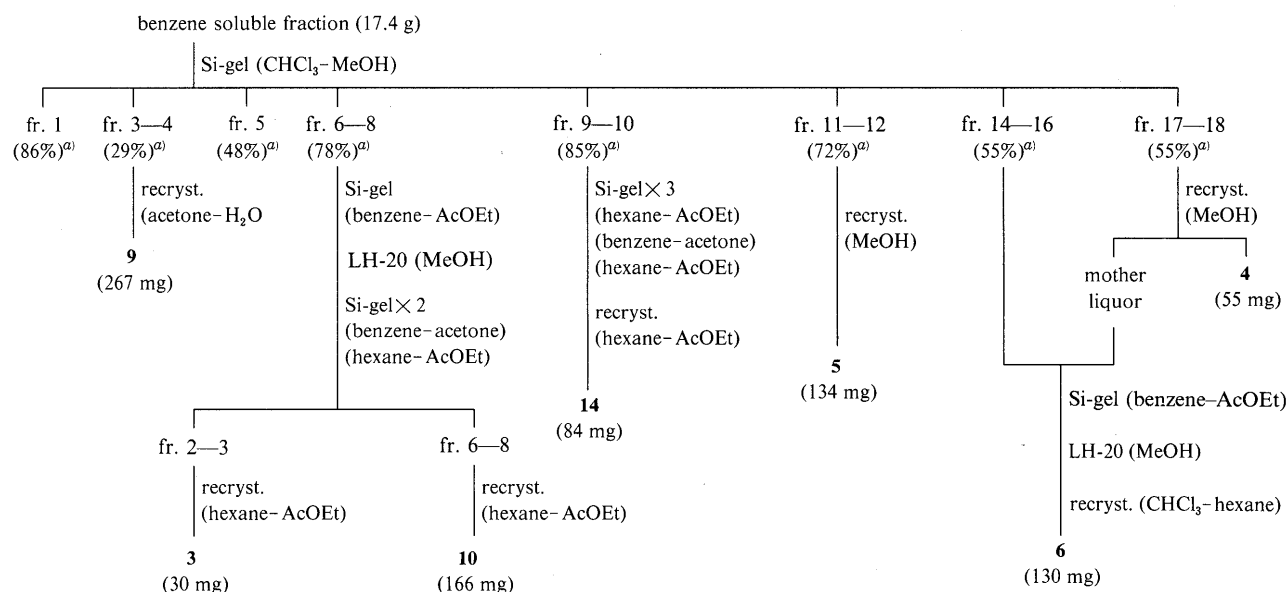 benzene soluble fraction (17.4 g)
Si-gel (CHCl₃-MeOH)
fr. 1
(86%)ᵃ⁾
fr. 3—4
(29%)ᵃ⁾
fr. 5
(48%)ᵃ⁾
fr. 6—8
(78%)ᵃ⁾
fr. 9—10
(85%)ᵃ⁾
fr. 11—12
(72%)ᵃ⁾
fr. 14—16
(55%)ᵃ⁾
fr. 17—18
(55%)ᵃ⁾
recryst.
(acetone-H₂O
9
(267 mg)
Si-gel
(benzene-AcOEt)
LH-20 (MeOH)
Si-gel×2
(benzene-acetone)
(hexane-AcOEt)
fr. 2—3
recryst.
(hexane-AcOEt)
3
(30 mg)
fr. 6—8
recryst.
(hexane-AcOEt)
10
(166 mg)
Si-gel×3
(hexane-AcOEt)
(benzene-acetone)
(hexane-AcOEt)
recryst.
(hexane-AcOEt)
14
(84 mg)
recryst.
(MeOH)
5
(134 mg)
recryst.
(MeOH)
mother
liquor
4
(55 mg)
Si-gel (benzene–AcOEt)
LH-20 (MeOH)
recryst. (CHCl₃-hexane)
6
(130 mg)